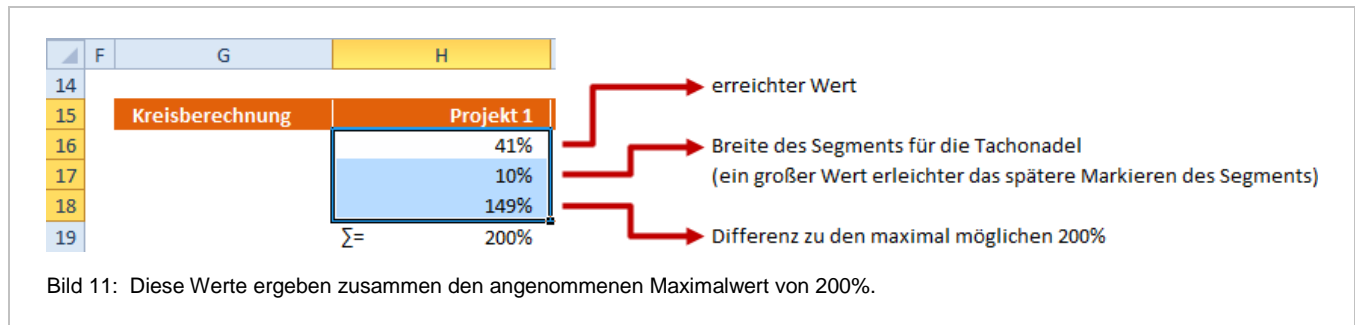 F G H
14 erreichter Wert
15 Kreisberechnung Projekt 1
16 41% Breite des Segments für die Tachonadel
17 10% (ein großer Wert erleichter das spätere Markieren des Segments)
18 149%
19 ∑= 200% Differenz zu den maximal möglichen 200%
Bild 11: Diese Werte ergeben zusammen den angenommenen Maximalwert von 200%.